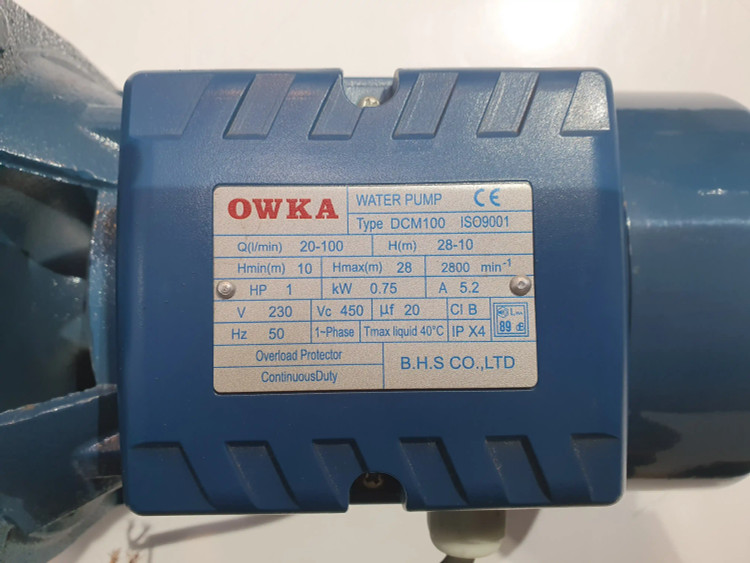 OWKA
WATER PUMP CE
Type DCM100 ISO9001
Q(l/min) 20-100 H(m) 28-10
Hmin(m) 10 Hmax(m) 28 2800 min⁻¹
HP 1 kW 0.75 A 5.2
V 230 Vc 450 µf 20 Cl B
Hz 50 1~Phase Tmax liquid 40°C IP X4
89 dB
Overload Protector
ContinuousDuty
B.H.S CO.,LTD